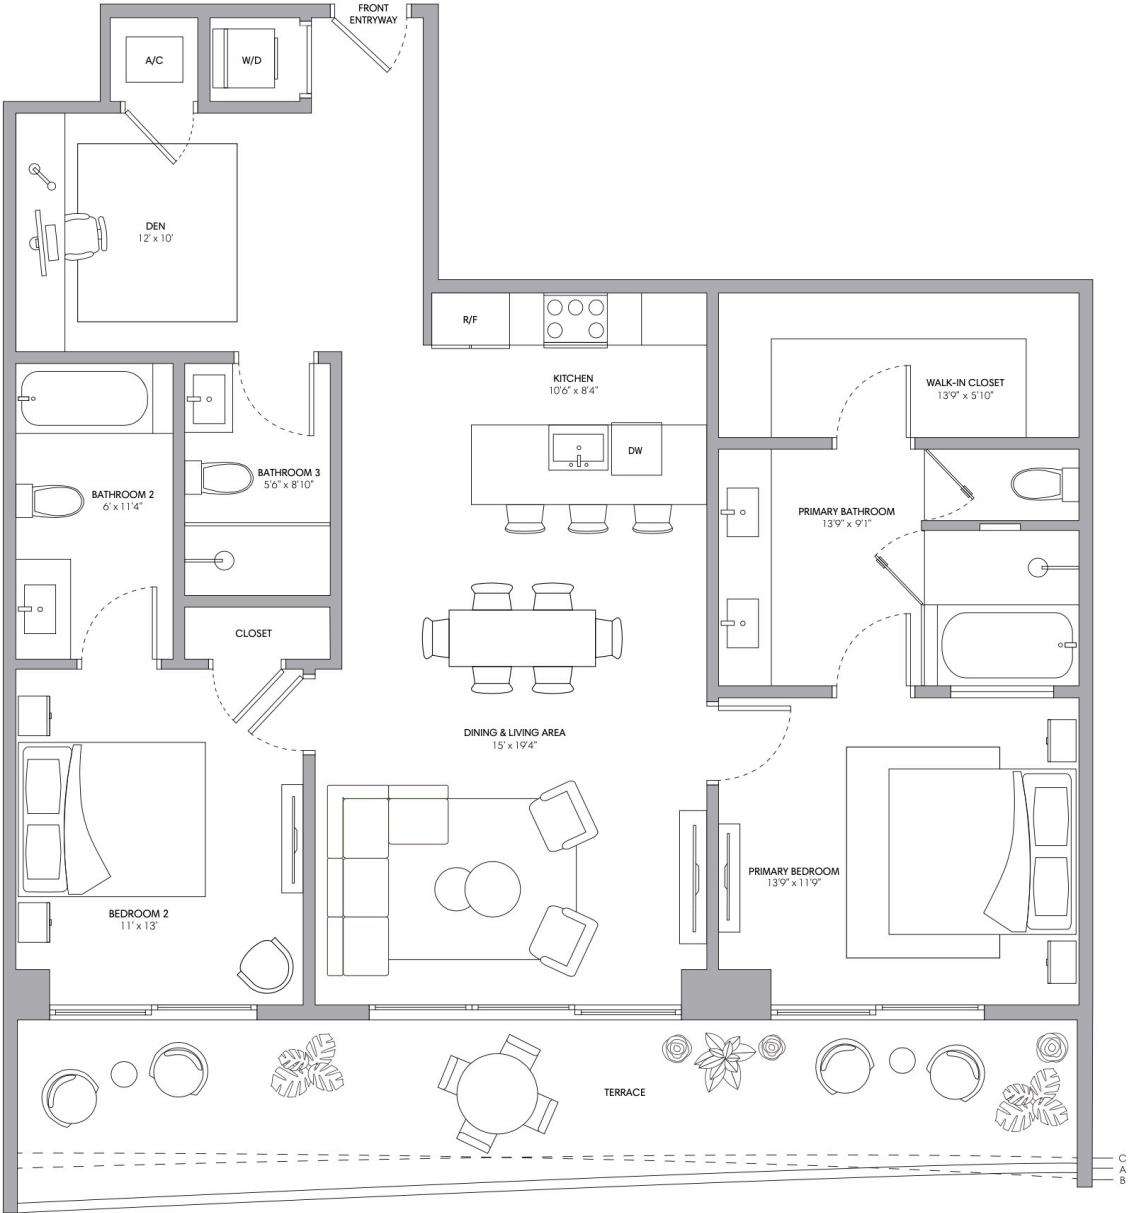 FRONT
ENTRYWAY
A/C
W/D
DEN
12' x 10'
R/F
KITCHEN
10'6" x 8'4"
WALK-IN CLOSET
13'9" x 5'10"
DW
BATHROOM 3
5'6" x 8'10"
BATHROOM 2
6' x 11'4"
PRIMARY BATHROOM
13'9" x 9'1"
CLOSET
DINING & LIVING AREA
15' x 19'4"
PRIMARY BEDROOM
13'9" x 11'9"
BEDROOM 2
11' x 13'
TERRACE
C
A
B